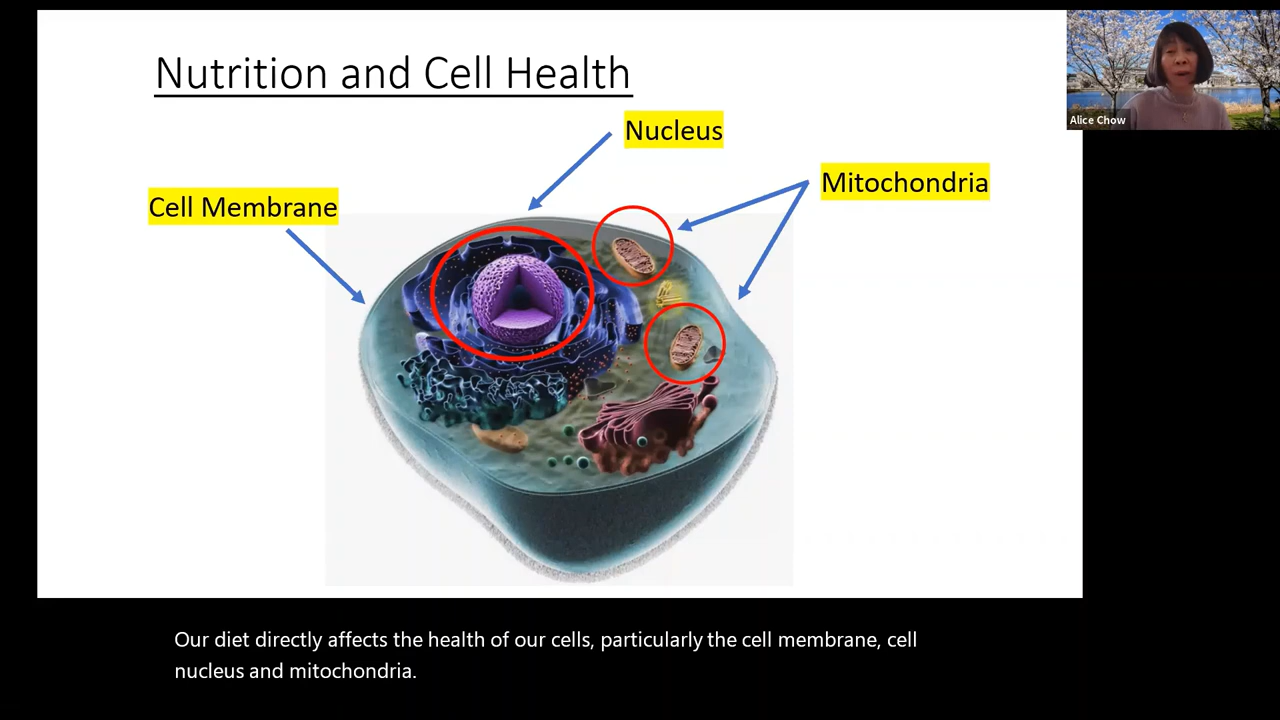 Nutrition and Cell Health
Nucleus
Mitochondria
Cell Membrane
Alice Chow
Our diet directly affects the health of our cells, particularly the cell membrane, cell
nucleus and mitochondria.